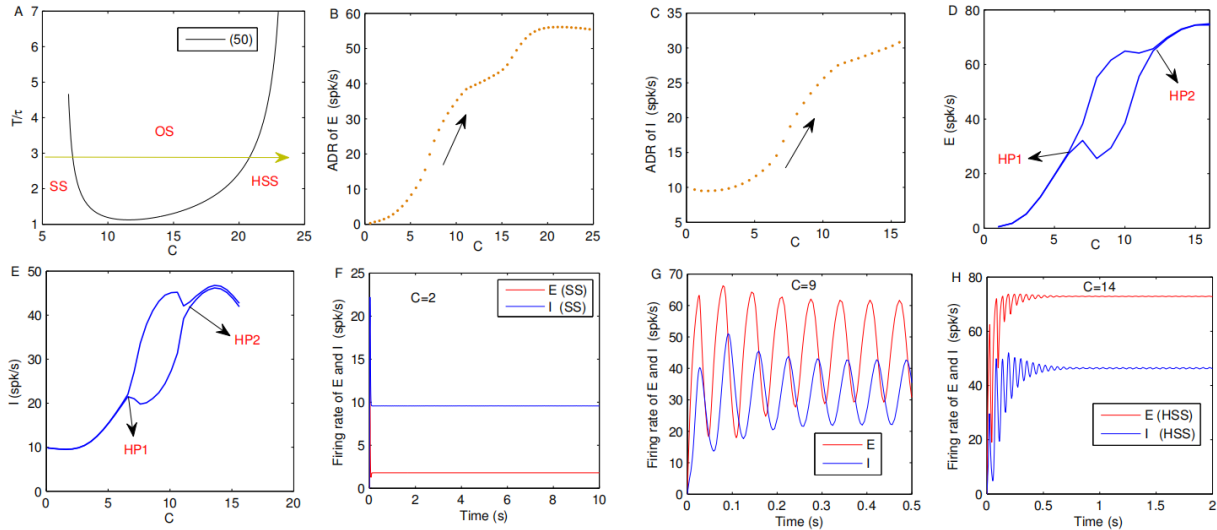 A
7
6
5
4
3
2
1
T/τ
(50)
OS
SS
HSS
5
10
15
20
25
C
B
60
50
40
30
20
10
0
ADR of E (spk/s)
0
5
10
15
20
25
C
C
35
30
25
20
15
10
5
ADR of I (spk/s)
0
5
10
15
C
D
80
60
40
20
0
E (spk/s)
HP2
HP1
0
5
10
15
C
E
50
40
30
20
10
0
I (spk/s)
HP2
HP1
0
5
10
15
20
C
F
25
20
15
10
5
0
Firing rate of E and I (spk/s)
C=2
E (SS)
I (SS)
0
2
4
6
8
10
Time (s)
G
70
60
50
40
30
20
10
0
Firing rate of E and I (spk/s)
C=9
E
I
0
0.1
0.2
0.3
0.4
0.5
Time (s)
H
80
60
40
20
0
Firing rate of E and I (spk/s)
C=14
E (HSS)
I (HSS)
0
0.5
1
1.5
2
Time (s)